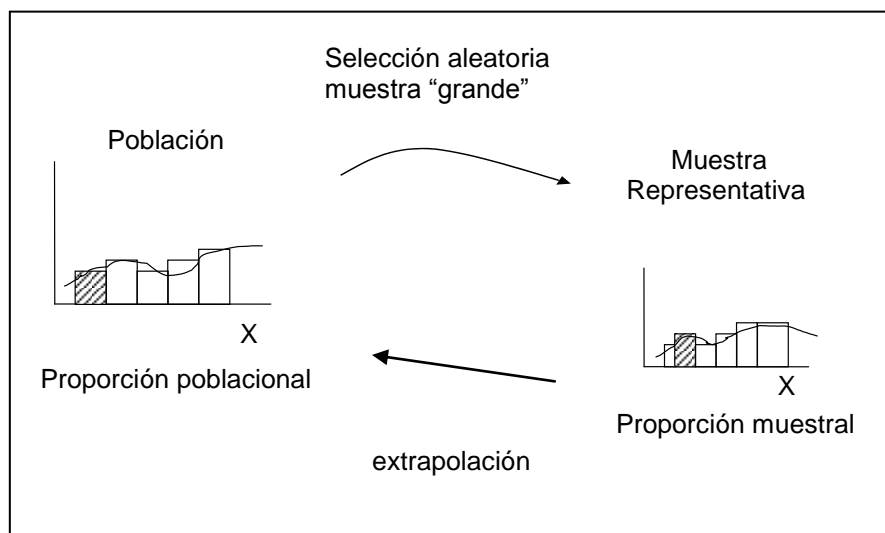 Selección aleatoria
muestra “grande”
Población
Muestra
Representativa
X
Proporción poblacional
X
Proporción muestral
extrapolación